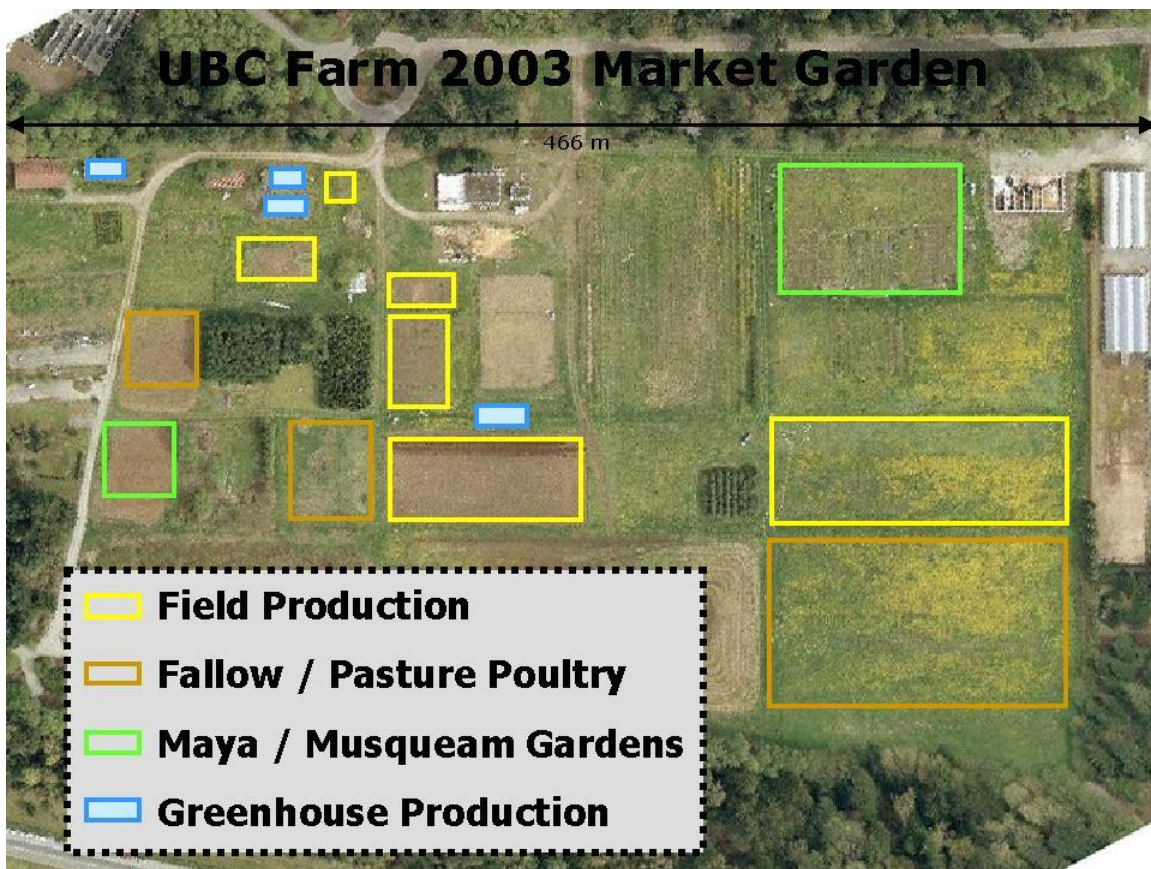 UBC Farm 2003 Market Garden
466 m
Field Production
Fallow / Pasture Poultry
Maya / Musqueam Gardens
Greenhouse Production